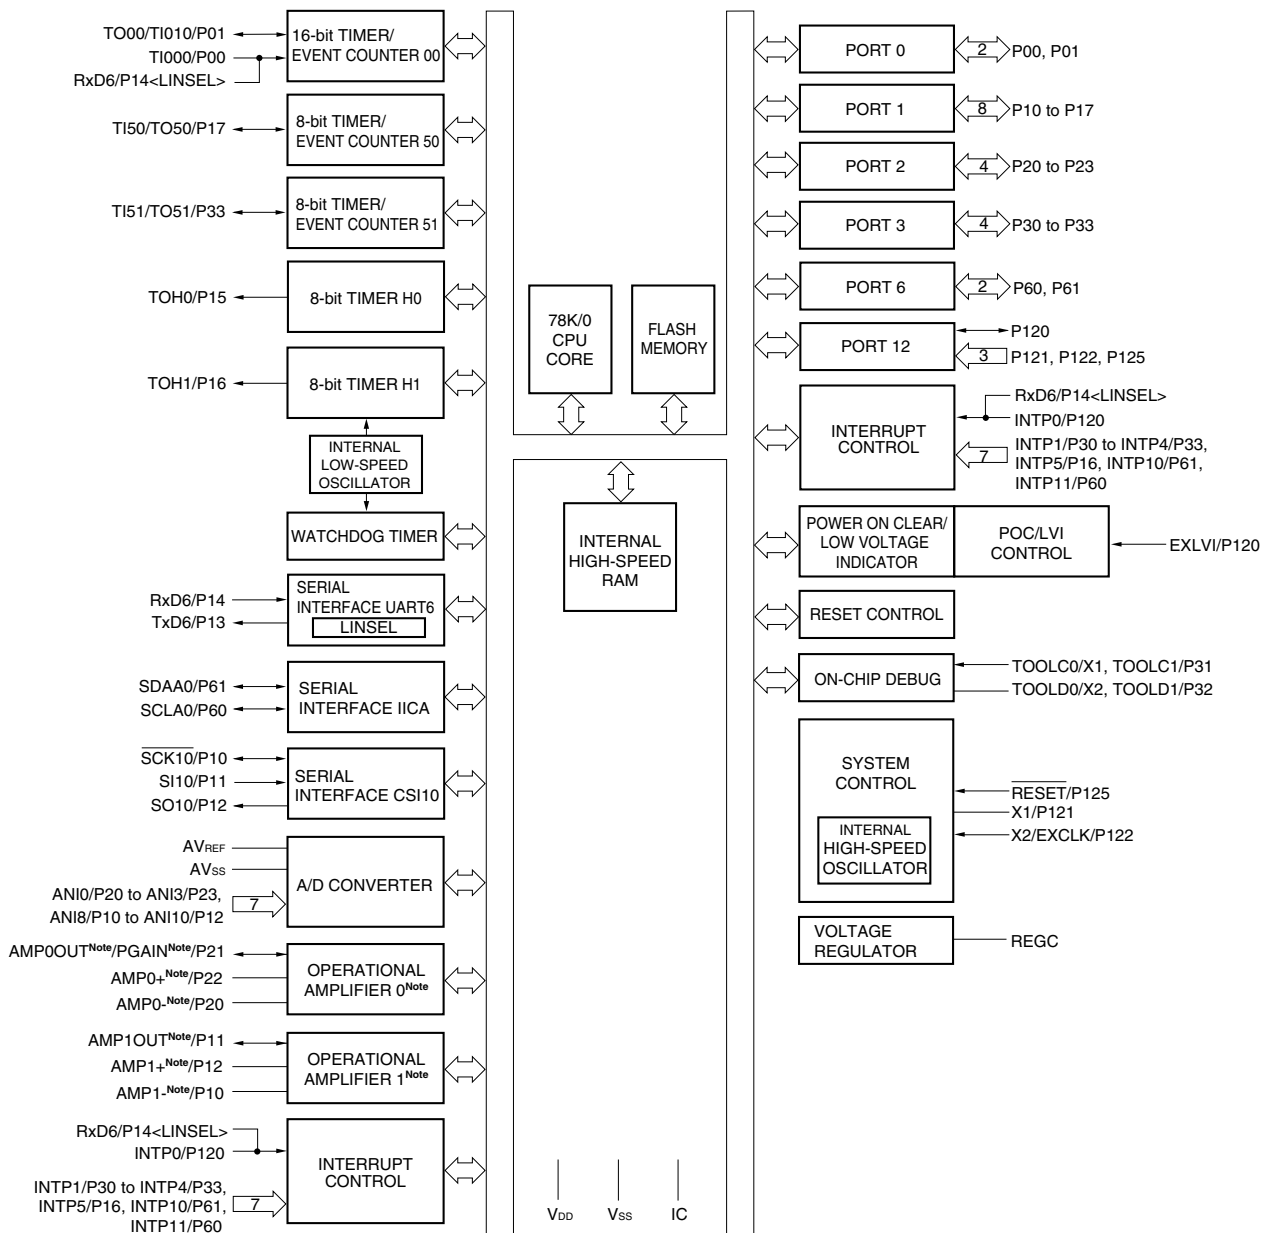 TO00/TI010/P01
TI000/P00
RxD6/P14<LINSEL>
16-bit TIMER/
EVENT COUNTER 00
TI50/TO50/P17
8-bit TIMER/
EVENT COUNTER 50
TI51/TO51/P33
8-bit TIMER/
EVENT COUNTER 51
TOH0/P15
8-bit TIMER H0
TOH1/P16
8-bit TIMER H1
INTERNAL
LOW-SPEED
OSCILLATOR
WATCHDOG TIMER
RxD6/P14
TxD6/P13
SERIAL
INTERFACE UART6
LINSEL
SDAA0/P61
SCLA0/P60
SERIAL
INTERFACE IICA
SCK10/P10
SI10/P11
SO10/P12
SERIAL
INTERFACE CSI10
AVREF
AVSS
ANI0/P20 to ANI3/P23,
ANI8/P10 to ANI10/P12
7
A/D CONVERTER
AMP0OUTNote/PGAINNote/P21
AMP0+Note/P22
AMP0-Note/P20
OPERATIONAL
AMPLIFIER 0Note
AMP1OUTNote/P11
AMP1+Note/P12
AMP1-Note/P10
OPERATIONAL
AMPLIFIER 1Note
RxD6/P14<LINSEL>
INTP0/P120
INTP1/P30 to INTP4/P33,
INTP5/P16, INTP10/P61,
INTP11/P60
7
INTERRUPT
CONTROL
78K/0
CPU
CORE
FLASH
MEMORY
INTERNAL
HIGH-SPEED
RAM
VDD
VSS
IC
PORT 0
2
P00, P01
PORT 1
8
P10 to P17
PORT 2
4
P20 to P23
PORT 3
4
P30 to P33
PORT 6
2
P60, P61
PORT 12
P120
3
P121, P122, P125
INTERRUPT
CONTROL
RxD6/P14<LINSEL>
INTP0/P120
7
INTP1/P30 to INTP4/P33,
INTP5/P16, INTP10/P61,
INTP11/P60
POWER ON CLEAR/
LOW VOLTAGE
INDICATOR
POC/LVI
CONTROL
EXLVI/P120
RESET CONTROL
ON-CHIP DEBUG
TOOLC0/X1, TOOLC1/P31
TOOLD0/X2, TOOLD1/P32
SYSTEM
CONTROL
INTERNAL
HIGH-SPEED
OSCILLATOR
RESET/P125
X1/P121
X2/EXCLK/P122
VOLTAGE
REGULATOR
REGC